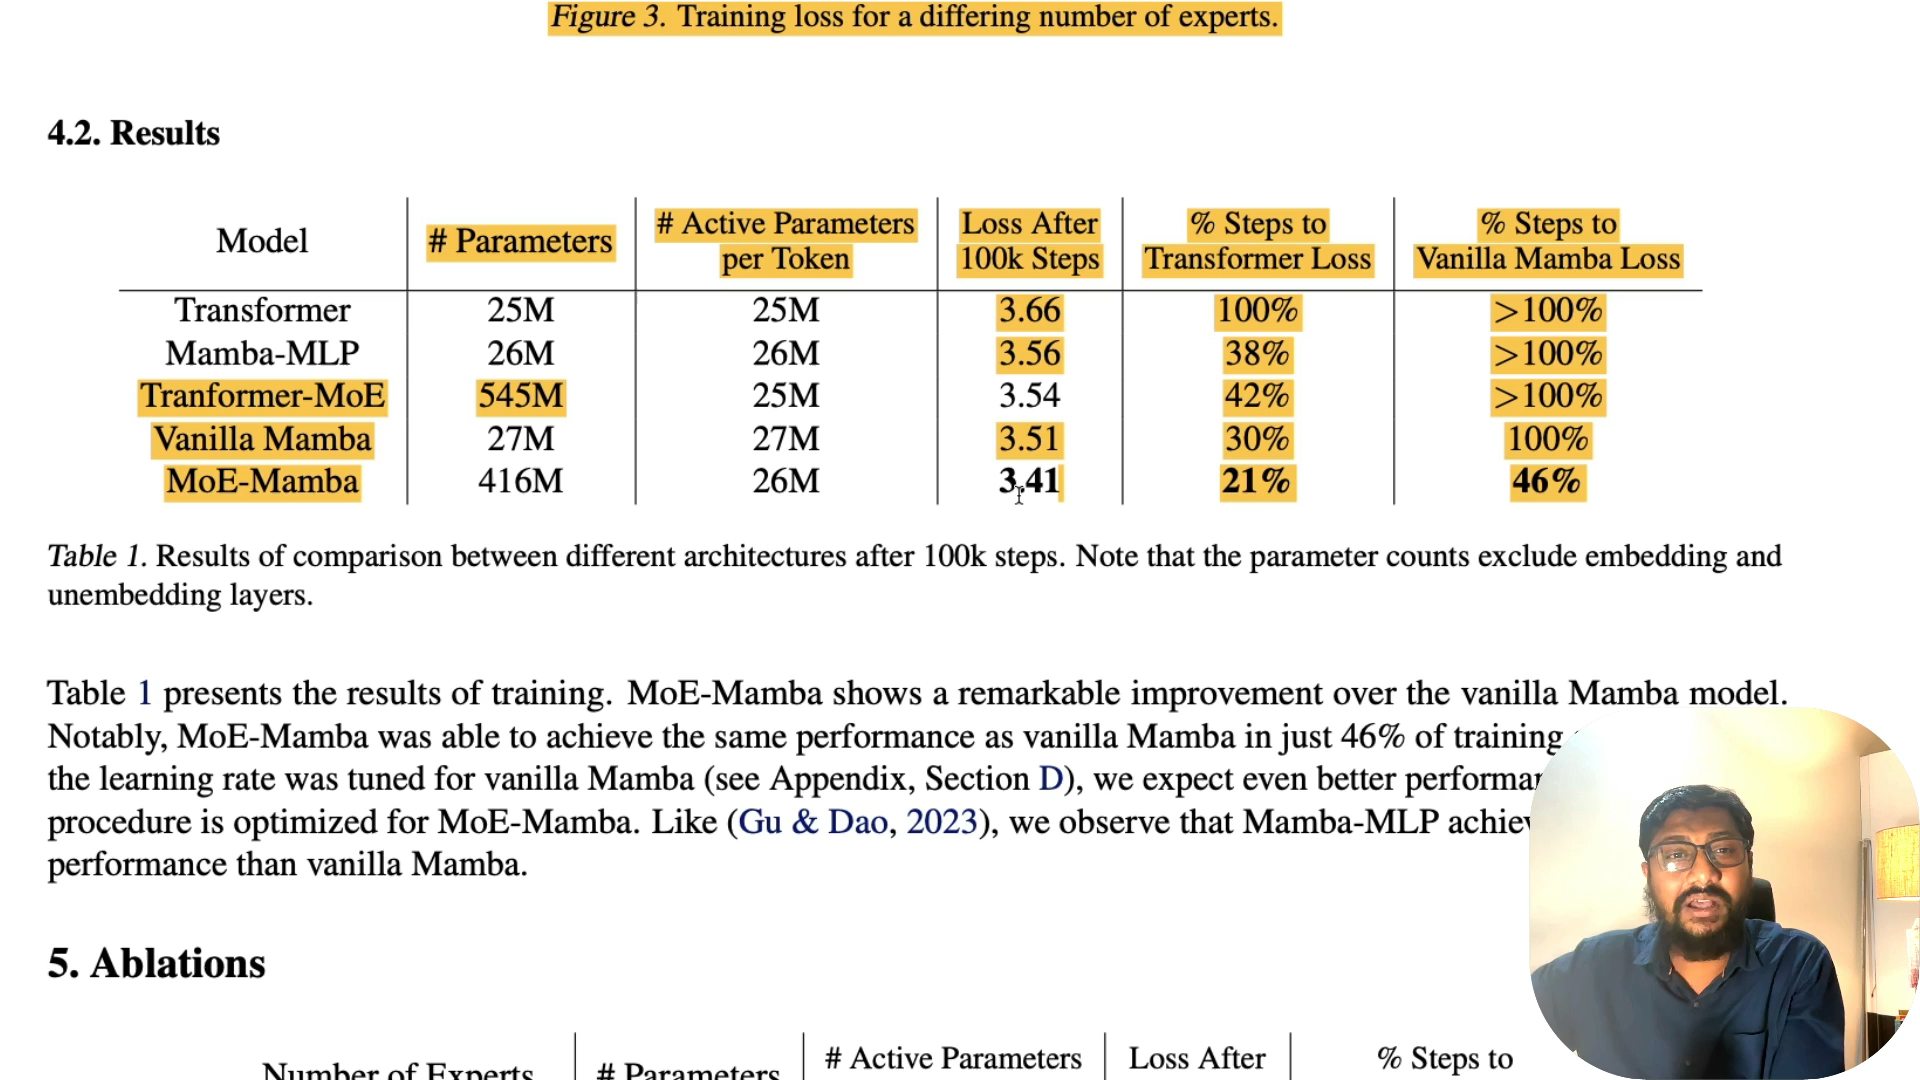 Figure 3. Training loss for a differing number of experts.
4.2. Results
Model | # Parameters | # Active Parameters per Token | Loss After 100k Steps | % Steps to Transformer Loss | % Steps to Vanilla Mamba Loss
Transformer | 25M | 25M | 3.66 | 100% | >100%
Mamba-MLP | 26M | 26M | 3.56 | 38% | >100%
Tranformer-MoE | 545M | 25M | 3.54 | 42% | >100%
Vanilla Mamba | 27M | 27M | 3.51 | 30% | 100%
MoE-Mamba | 416M | 26M | 3.41 | 21% | 46%
Table 1. Results of comparison between different architectures after 100k steps. Note that the parameter counts exclude embedding and
unembedding layers.
Table 1 presents the results of training. MoE-Mamba shows a remarkable improvement over the vanilla Mamba model.
Notably, MoE-Mamba was able to achieve the same performance as vanilla Mamba in just 46% of training
the learning rate was tuned for vanilla Mamba (see Appendix, Section D), we expect even better
procedure is optimized for MoE-Mamba. Like (Gu & Dao, 2023), we observe that Mamba-MLP
performance than vanilla Mamba.
5. Ablations
Number of Experts | # Parameters | # Active Parameters | Loss After | % Steps to